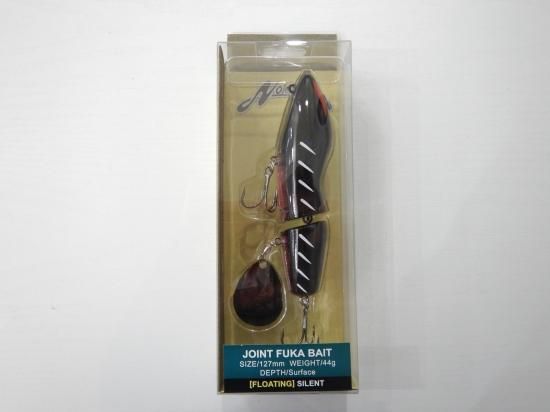 JOINT FUKA BAIT
SIZE/127mm WEIGHT/44g
DEPTH/Surface
[FLOATING] SILENT